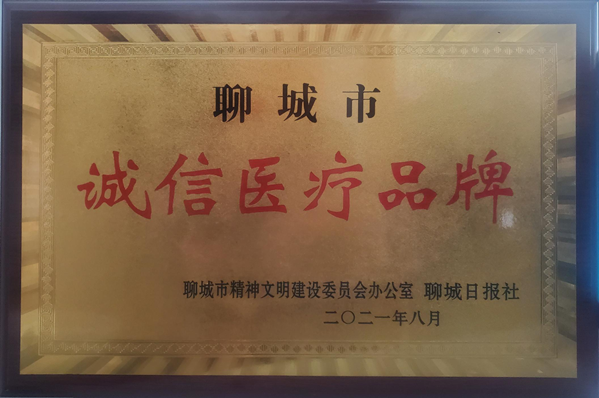 聊城市
诚信医疗品牌
聊城市精神文明建设委员会办公室 聊城日报社
二〇二一年八月